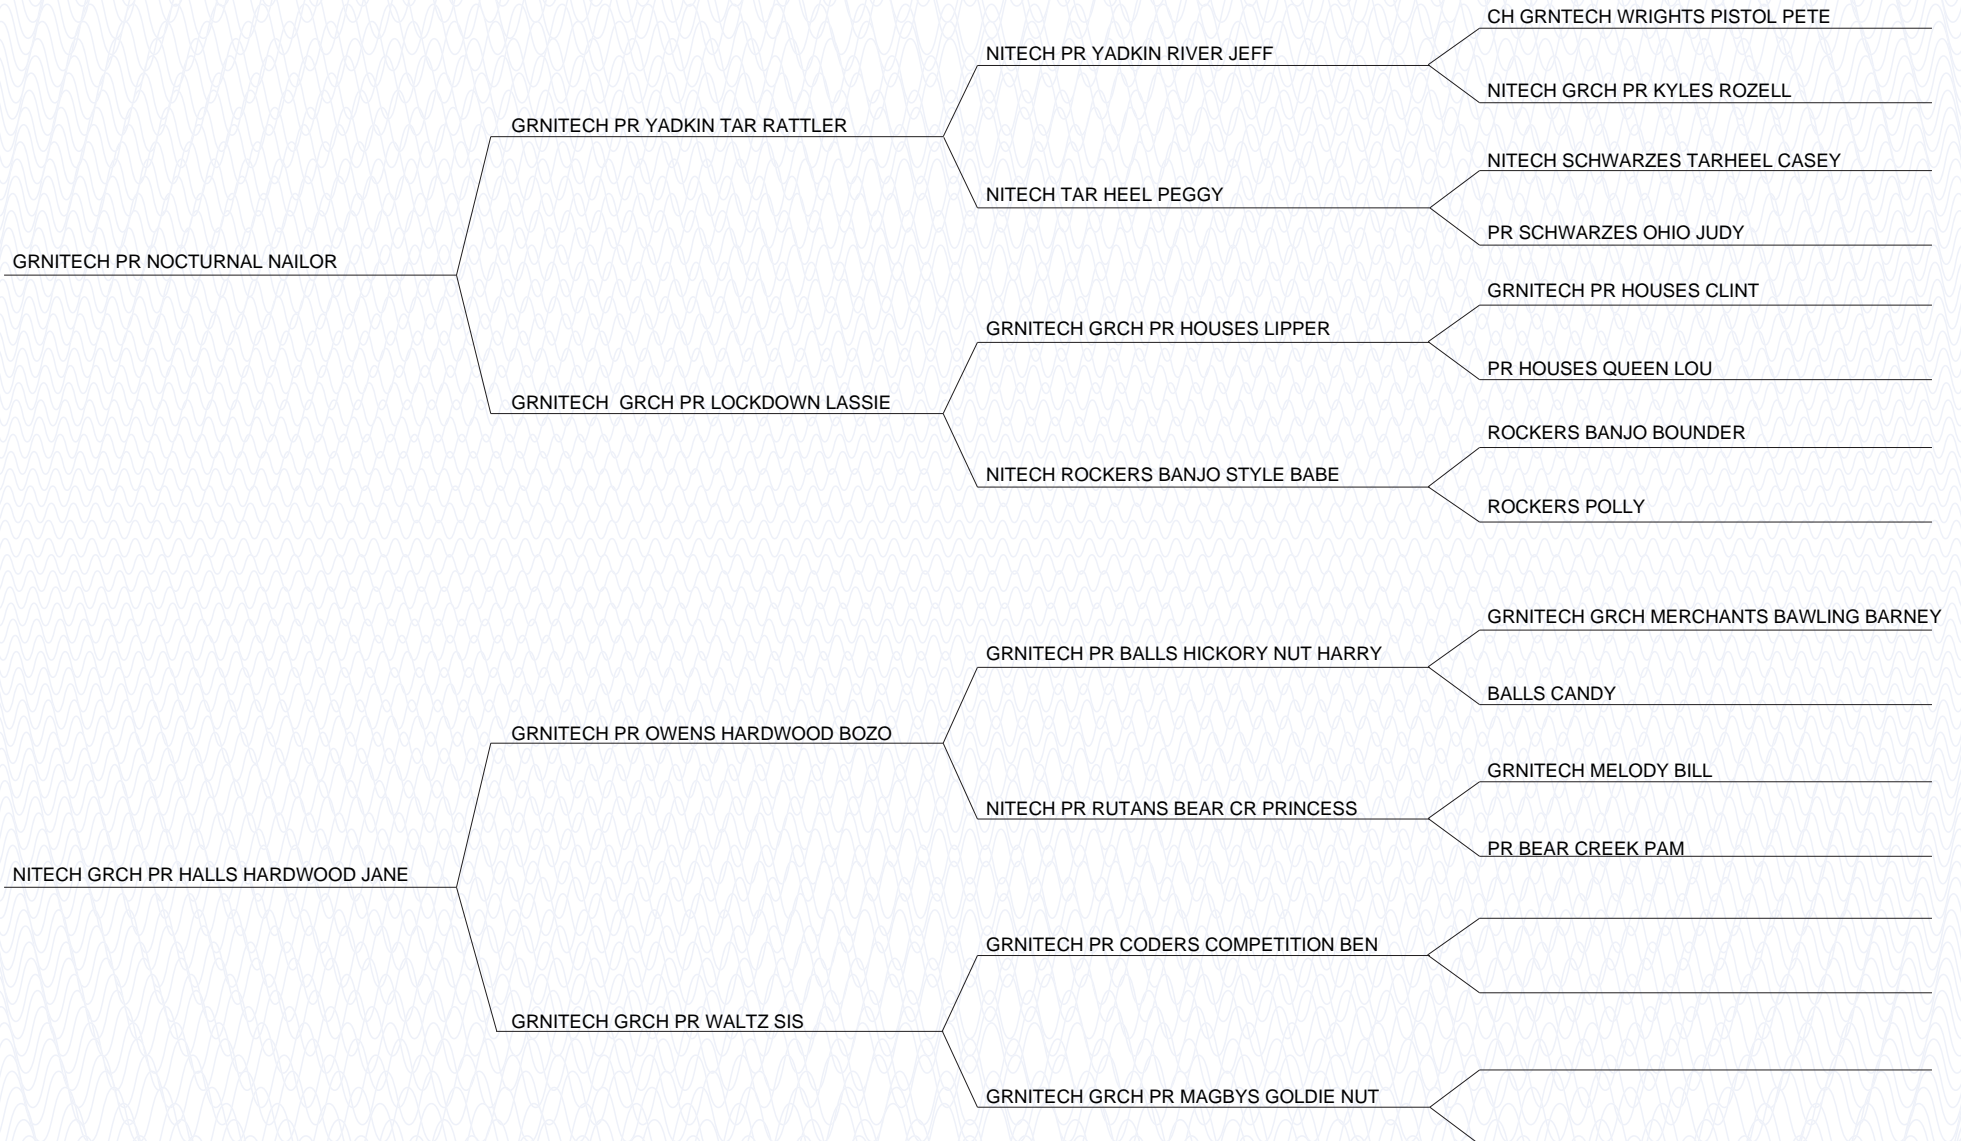 CH GRNTECH WRIGHTS PISTOL PETE
NITECH PR YADKIN RIVER JEFF
NITECH GRCH PR KYLES ROZELL
GRNITECH PR YADKIN TAR RATTLER
NITECH SCHWARZES TARHEEL CASEY
NITECH TAR HEEL PEGGY
PR SCHWARZES OHIO JUDY
GRNITECH PR NOCTURNAL NAILOR
GRNITECH PR HOUSES CLINT
GRNITECH GRCH PR HOUSES LIPPER
PR HOUSES QUEEN LOU
GRNITECH  GRCH PR LOCKDOWN LASSIE
ROCKERS BANJO BOUNDER
NITECH ROCKERS BANJO STYLE BABE
ROCKERS POLLY
GRNITECH GRCH MERCHANTS BAWLING BARNEY
GRNITECH PR BALLS HICKORY NUT HARRY
BALLS CANDY
GRNITECH PR OWENS HARDWOOD BOZO
GRNITECH MELODY BILL
NITECH PR RUTANS BEAR CR PRINCESS
PR BEAR CREEK PAM
NITECH GRCH PR HALLS HARDWOOD JANE
GRNITECH PR CODERS COMPETITION BEN
GRNITECH GRCH PR WALTZ SIS
GRNITECH GRCH PR MAGBYS GOLDIE NUT